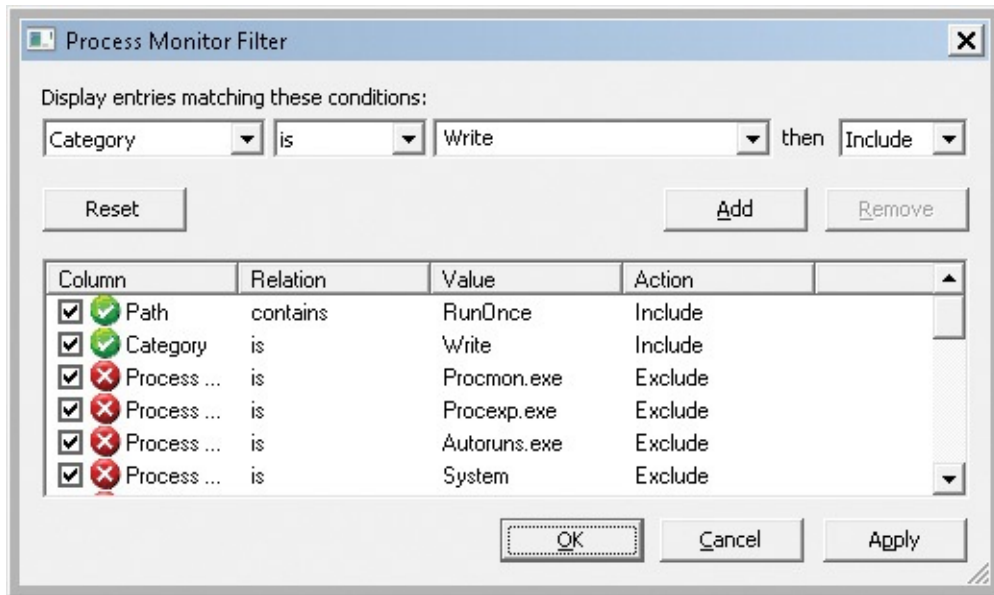 Process Monitor Filter
Display entries matching these conditions:
Category is Write then Include
Reset Add Remove
Column Relation Value Action
Path contains RunOnce Include
Category is Write Include
Process ... is Procmon.exe Exclude
Process ... is Procexp.exe Exclude
Process ... is Autoruns.exe Exclude
Process ... is System Exclude
OK Cancel Apply